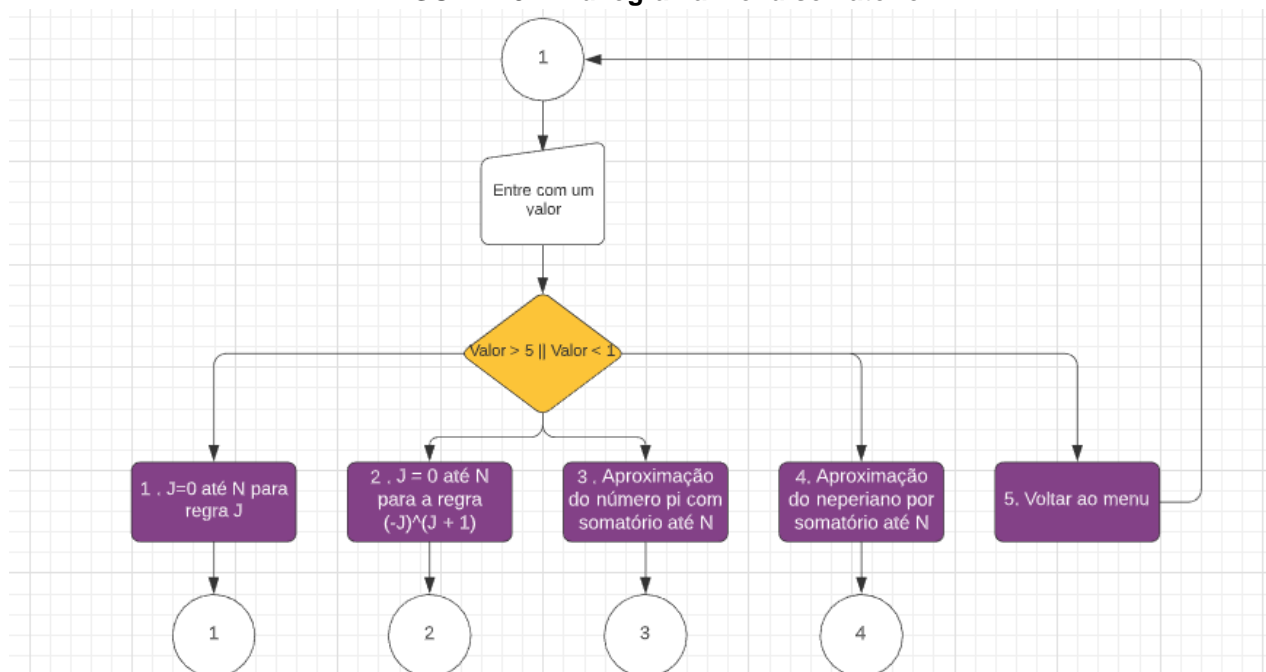 1
Entre com um
valor
Valor > 5 || Valor < 1
1 . J=0 até N para
regra J
2 . J = 0 até N
para a regra
(-J)^(J + 1)
3 . Aproximação
do número pi com
somatório até N
4. Aproximação
do neperiano por
somatório até N
5. Voltar ao menu
1
2
3
4